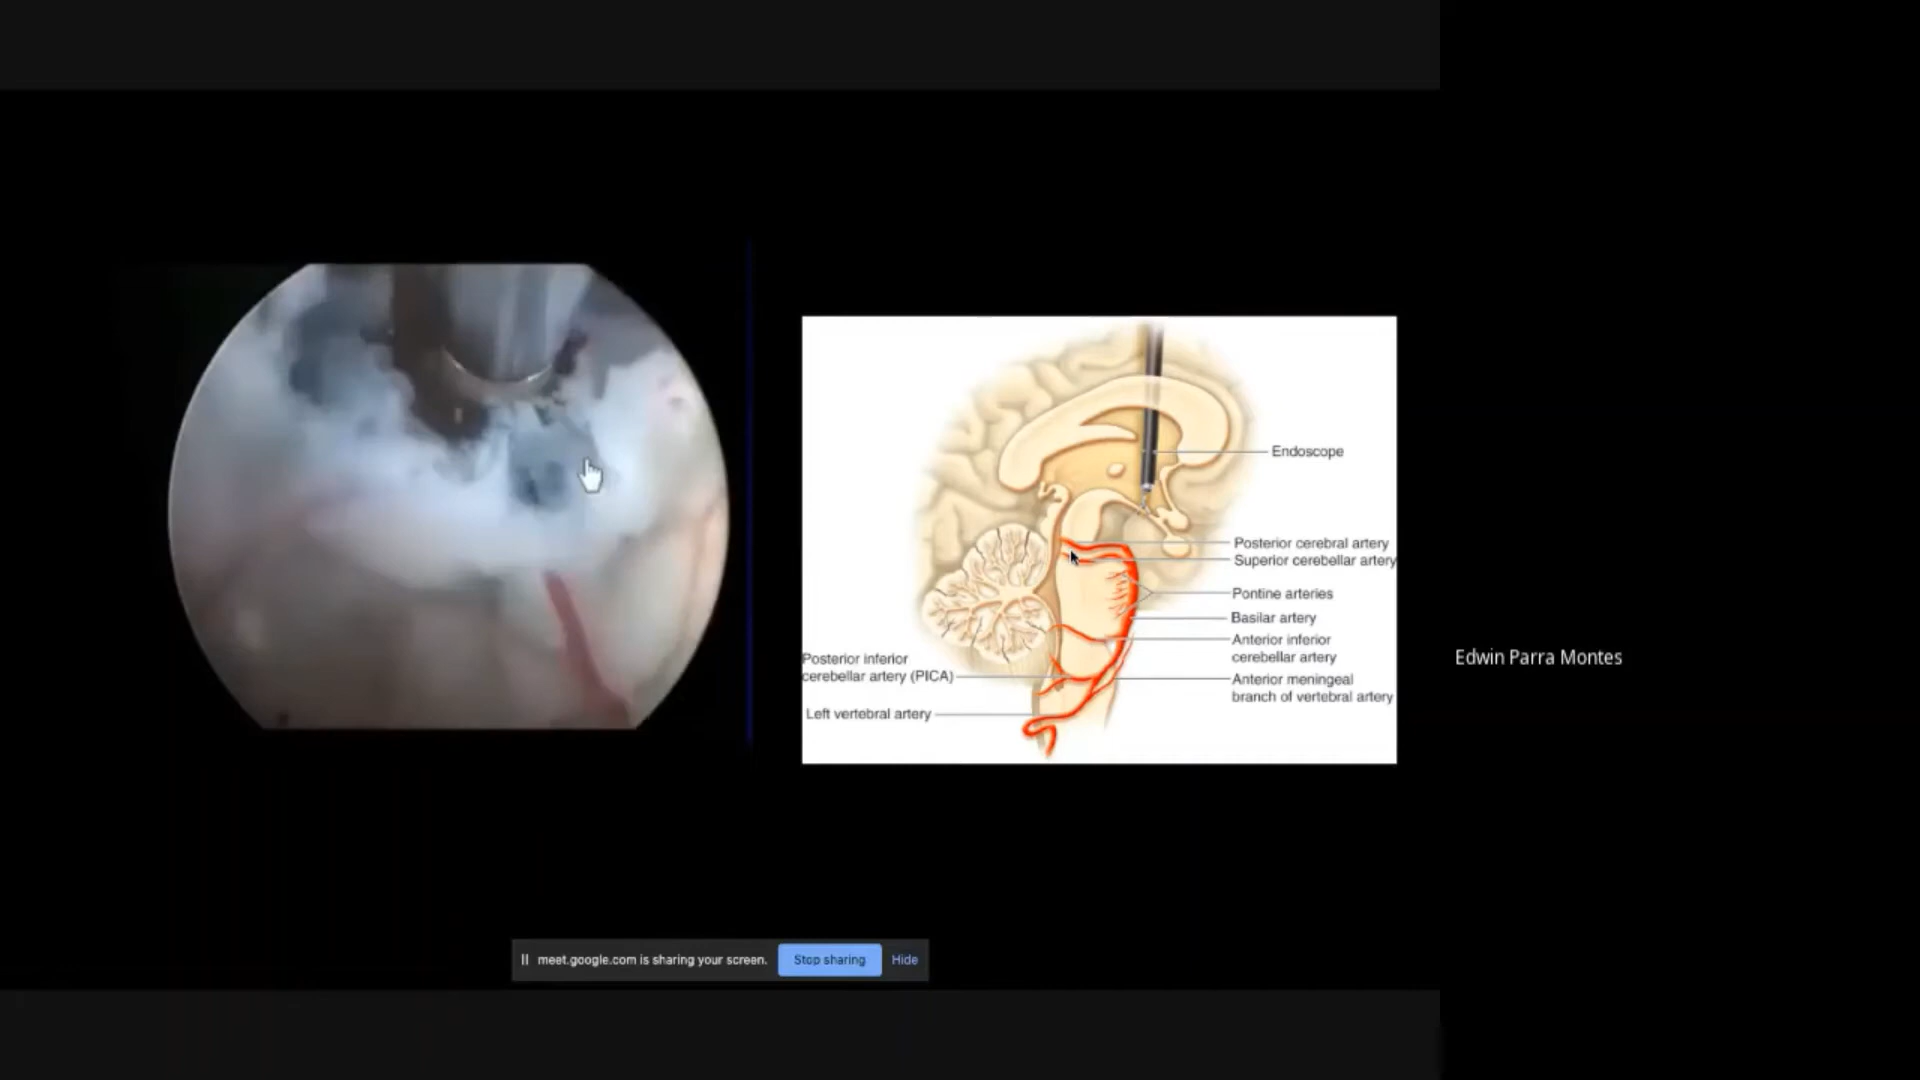 Endoscope
Posterior cerebral artery
Superior cerebellar artery
Pontine arteries
Basilar artery
Anterior inferior
cerebellar artery
Posterior inferior
cerebellar artery (PICA)
Anterior meningeal
branch of vertebral artery
Left vertebral artery
Edwin Parra Montes
meet.google.com is sharing your screen.
Stop sharing
Hide